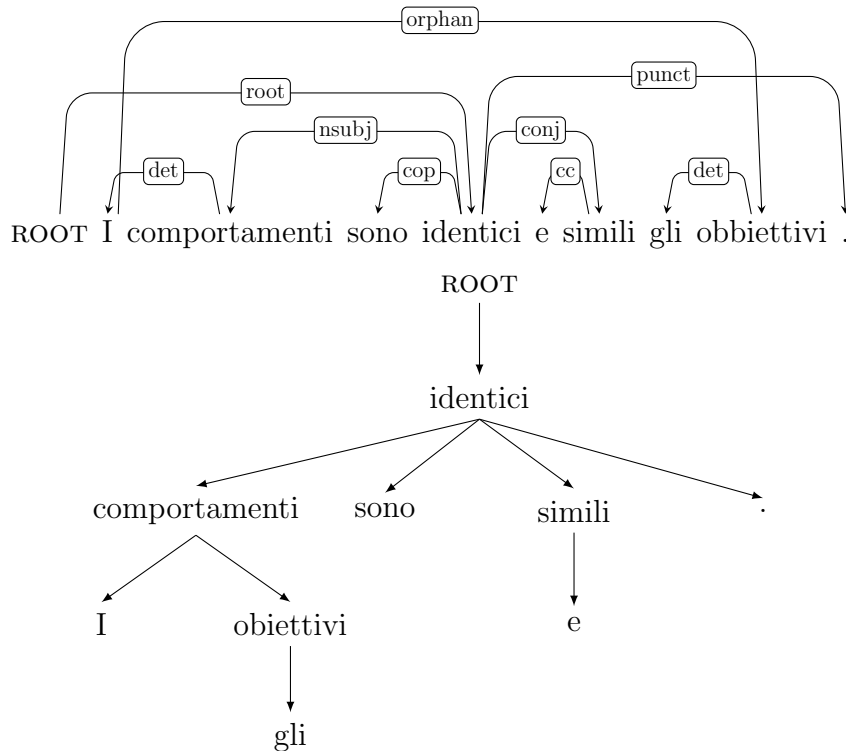 orphan
punct
root
nsubj conj
det cop cc det
ROOT I comportamenti sono identici e simili gli obbiettivi .
ROOT
identici
comportamenti sono simili .
I obiettivi e
gli